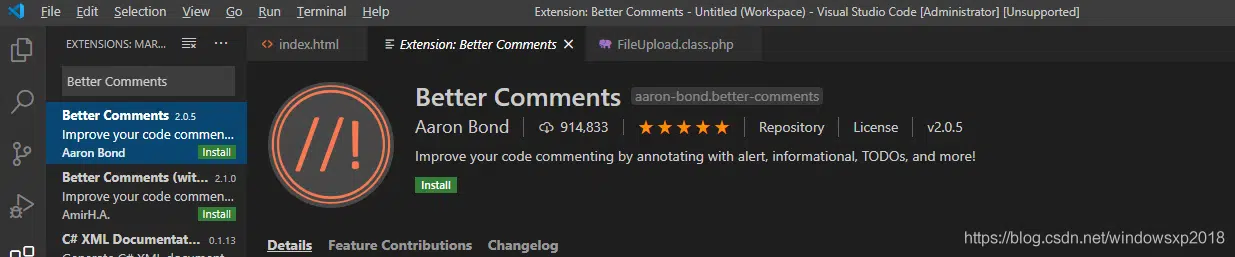 File Edit Selection View Go Run Terminal Help Extension: Better Comments - Untitled (Workspace) - Visual Studio Code [Administrator] [Unsupported]
EXTENSIONS: MAR... ··· <> index.html Extension: Better Comments × FileUpload.class.php
Better Comments
Better Comments aaron-bond.better-comments
Better Comments 2.0.5
Aaron Bond 914,833 ★★★★★ Repository License v2.0.5
Improve your code commen...
Aaron Bond Install
Improve your code commenting by annotating with alert, informational, TODOs, and more!
//!
Better Comments (wit... 2.1.0
Install
Improve your code commen...
AmirH.A. Install
C# XML Documentat... 0.1.13
Details Feature Contributions Changelog
https://blog.csdn.net/windowsxp2018
Generate C# XML document